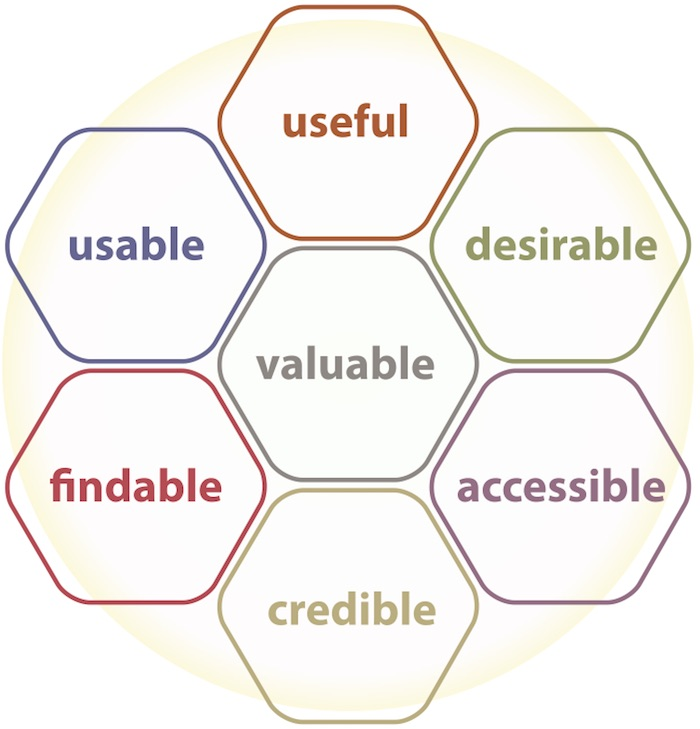 useful
usable
desirable
valuable
findable
accessible
credible